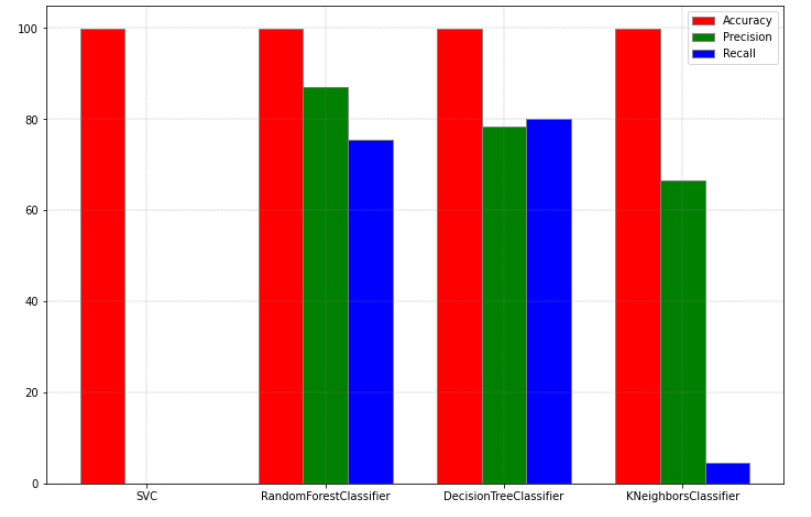 100
80
60
40
20
0
Accuracy
Precision
Recall
SVC
RandomForestClassifier
DecisionTreeClassifier
KNeighborsClassifier